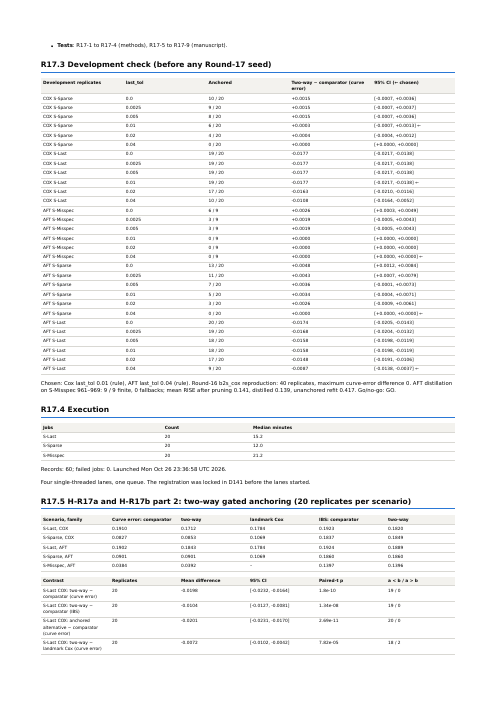 • Tests: R17-1 to R17-4 (methods), R17-5 to R17-9 (manuscript).
R17.3 Development check (before any Round-17 seed)
Development replicates last_tol Anchored Two-way − comparator (curve error) 95% CI (← chosen)
COX S-Sparse 0.0 10 / 20 +0.0015 [-0.0007, +0.0036]
COX S-Sparse 0.0025 9 / 20 +0.0015 [-0.0007, +0.0037]
COX S-Sparse 0.005 8 / 20 +0.0015 [-0.0007, +0.0036]
COX S-Sparse 0.01 6 / 20 +0.0003 [-0.0007, +0.0013] ←
COX S-Sparse 0.02 4 / 20 +0.0004 [-0.0004, +0.0012]
COX S-Sparse 0.04 0 / 20 +0.0000 [+0.0000, +0.0000]
COX S-Last 0.0 19 / 20 -0.0177 [-0.0217, -0.0138]
COX S-Last 0.0025 19 / 20 -0.0177 [-0.0217, -0.0138]
COX S-Last 0.005 19 / 20 -0.0177 [-0.0217, -0.0138]
COX S-Last 0.01 19 / 20 -0.0177 [-0.0217, -0.0138] ←
COX S-Last 0.02 17 / 20 -0.0163 [-0.0210, -0.0116]
COX S-Last 0.04 10 / 20 -0.0108 [-0.0164, -0.0052]
AFT S-Misspec 0.0 6 / 9 +0.0026 [+0.0003, +0.0049]
AFT S-Misspec 0.0025 3 / 9 +0.0019 [-0.0005, +0.0043]
AFT S-Misspec 0.005 3 / 9 +0.0019 [-0.0005, +0.0043]
AFT S-Misspec 0.01 0 / 9 +0.0000 [+0.0000, +0.0000]
AFT S-Misspec 0.02 0 / 9 +0.0000 [+0.0000, +0.0000]
AFT S-Misspec 0.04 0 / 9 +0.0000 [+0.0000, +0.0000] ←
AFT S-Sparse 0.0 13 / 20 +0.0048 [+0.0012, +0.0084]
AFT S-Sparse 0.0025 11 / 20 +0.0043 [+0.0007, +0.0079]
AFT S-Sparse 0.005 7 / 20 +0.0036 [-0.0001, +0.0073]
AFT S-Sparse 0.01 5 / 20 +0.0034 [-0.0004, +0.0071]
AFT S-Sparse 0.02 3 / 20 +0.0026 [-0.0009, +0.0061]
AFT S-Sparse 0.04 0 / 20 +0.0000 [+0.0000, +0.0000] ←
AFT S-Last 0.0 20 / 20 -0.0174 [-0.0205, -0.0143]
AFT S-Last 0.0025 19 / 20 -0.0168 [-0.0204, -0.0132]
AFT S-Last 0.005 18 / 20 -0.0158 [-0.0198, -0.0119]
AFT S-Last 0.01 18 / 20 -0.0158 [-0.0198, -0.0119]
AFT S-Last 0.02 17 / 20 -0.0148 [-0.0191, -0.0106]
AFT S-Last 0.04 9 / 20 -0.0087 [-0.0138, -0.0037] ←
Chosen: Cox last_tol 0.01 (rule), AFT last_tol 0.04 (rule). Round-16 b2s_cox reproduction: 40 replicates, maximum curve-error difference 0. AFT distillation
on S-Misspec 961–969: 9 / 9 finite, 0 fallbacks; mean RISE after pruning 0.141, distilled 0.139, unanchored refit 0.417. Go/no-go: GO.
R17.4 Execution
Jobs Count Median minutes
S-Last 20 15.2
S-Sparse 20 12.0
S-Misspec 20 21.2
Records: 60; failed jobs: 0. Launched Mon Oct 26 23:36:58 UTC 2026.
Four single-threaded lanes, one queue. The registration was locked in D141 before the lanes started.
R17.5 H-R17a and H-R17b part 2: two-way gated anchoring (20 replicates per scenario)
Scenario, family Curve error: comparator two-way landmark Cox IBS: comparator two-way
S-Last, COX 0.1910 0.1712 0.1784 0.1923 0.1820
S-Sparse, COX 0.0827 0.0853 0.1069 0.1837 0.1849
S-Last, AFT 0.1902 0.1843 0.1784 0.1924 0.1889
S-Sparse, AFT 0.0901 0.0901 0.1069 0.1860 0.1860
S-Misspec, AFT 0.0384 0.0392 – 0.1397 0.1396
Contrast Replicates Mean difference 95% CI Paired-t p a < b / a > b
S-Last COX: two-way − comparator (curve error) 20 -0.0198 [-0.0232, -0.0164] 1.8e-10 19 / 0
S-Last COX: two-way − comparator (IBS) 20 -0.0104 [-0.0127, -0.0081] 1.34e-08 19 / 0
S-Last COX: anchored alternative − comparator (curve error) 20 -0.0201 [-0.0231, -0.0170] 2.69e-11 20 / 0
S-Last COX: two-way − landmark Cox (curve error) 20 -0.0072 [-0.0102, -0.0042] 7.82e-05 18 / 2